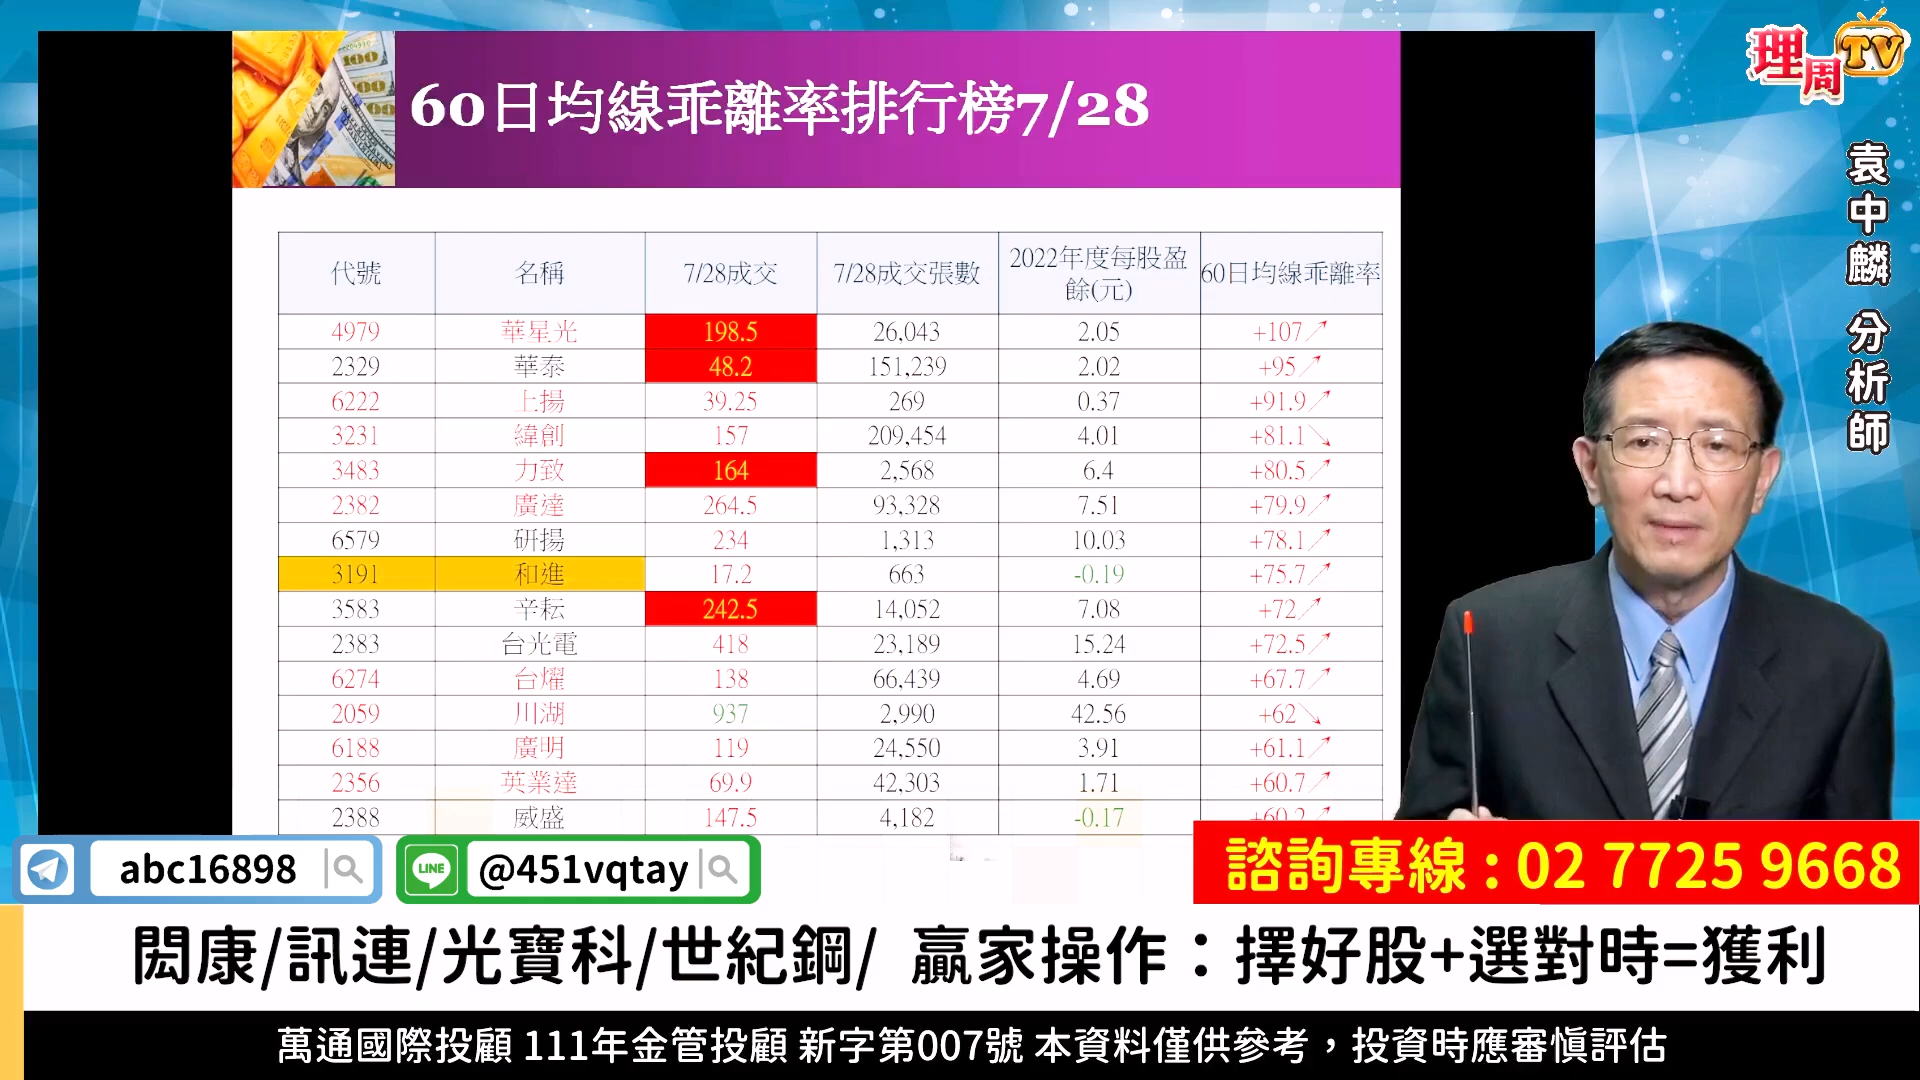 60日均線乖離率排行榜7/28
理周TV
袁中麟 分析師
代號 名稱 7/28成交 7/28成交張數 2022年度每股盈餘(元) 60日均線乖離率
4979 華星光 198.5 26,043 2.05 +107↗
2329 華泰 48.2 151,239 2.02 +95↗
6222 上揚 39.25 269 0.37 +91.9↗
3231 緯創 157 209,454 4.01 +81.1↘
3483 力致 164 2,568 6.4 +80.5↗
2382 廣達 264.5 93,328 7.51 +79.9↗
6579 研揚 234 1,313 10.03 +78.1↗
3191 和進 17.2 663 -0.19 +75.7↗
3583 辛耘 242.5 14,052 7.08 +72↗
2383 台光電 418 23,189 15.24 +72.5↗
6274 台燿 138 66,439 4.69 +67.7↗
2059 川湖 937 2,990 42.56 +62↘
6188 廣明 119 24,550 3.91 +61.1↗
2356 英業達 69.9 42,303 1.71 +60.7↗
2388 威盛 147.5 4,182 -0.17 +60.2↗
abc16898
LINE @451vqtay
諮詢專線：02 7725 9668
閎康/訊連/光寶科/世紀鋼/ 贏家操作：擇好股+選對時=獲利
萬通國際投顧 111年金管投顧 新字第007號 本資料僅供參考，投資時應審慎評估